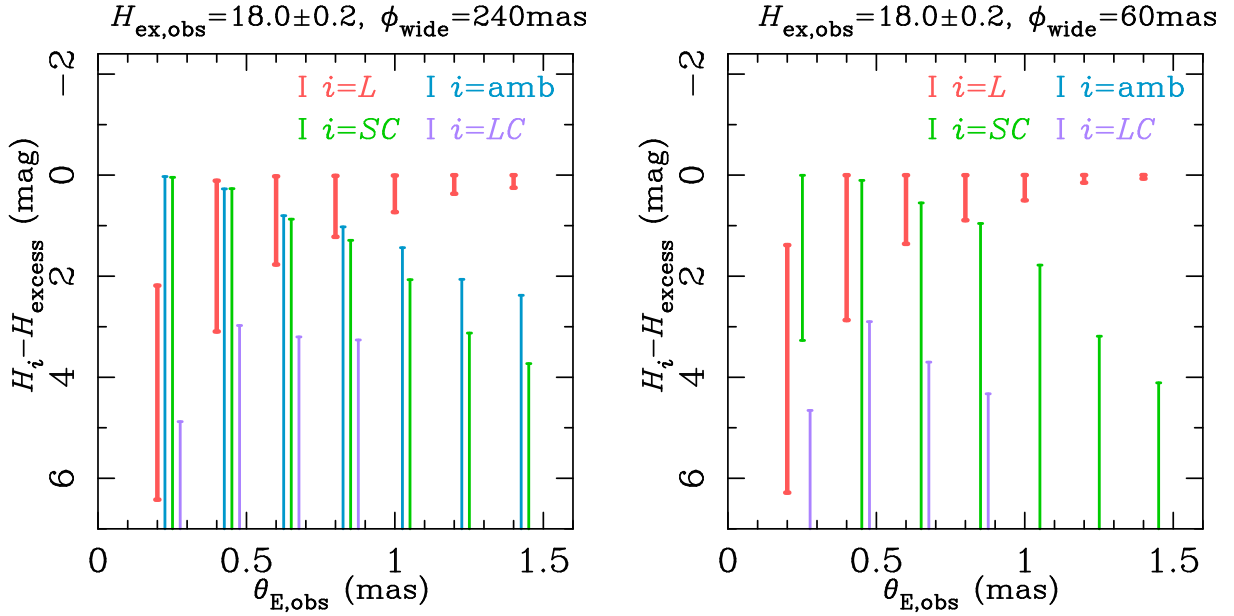 H_ex,obs=18.0±0.2, ϕ_wide=240mas
I i=L I i=amb
I i=SC I i=LC
H_i−H_excess (mag)
−2
0
2
4
6
0 0.5 1 1.5
θ_E,obs (mas)
H_ex,obs=18.0±0.2, ϕ_wide=60mas
I i=L I i=amb
I i=SC I i=LC
H_i−H_excess (mag)
−2
0
2
4
6
0 0.5 1 1.5
θ_E,obs (mas)